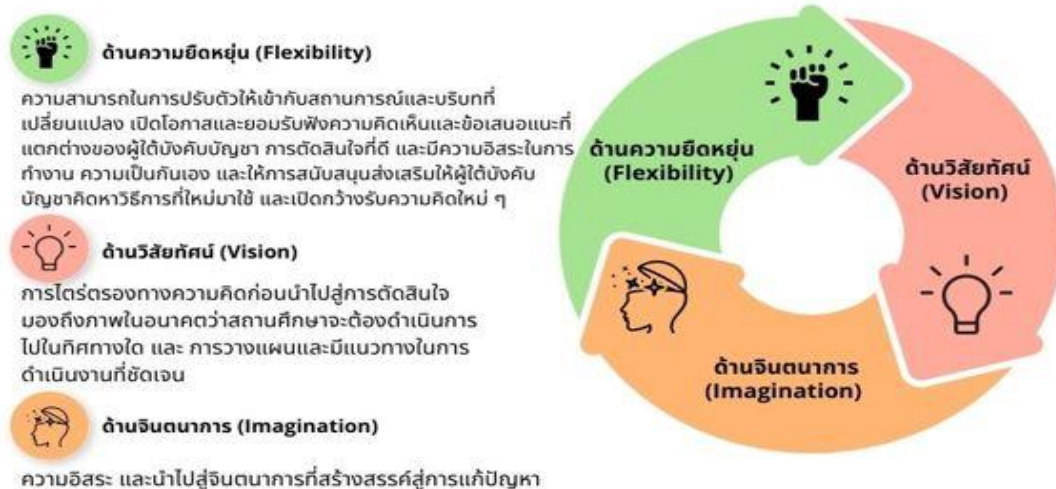 ด้านความยืดหยุ่น (Flexibility)
ความสามารถในการปรับตัวให้เข้ากับสถานการณ์และบริบทที่
เปลี่ยนแปลง เปิดโอกาสและยอมรับฟังความคิดเห็นและข้อเสนอแนะที่
แตกต่างของผู้ใต้บังคับบัญชา การตัดสินใจที่ดี และมีความอิสระในการ
ทำงาน ความเป็นกันเอง และให้การสนับสนุนส่งเสริมให้ผู้ใต้บังคับ
บัญชาคิดหาวิธีการที่ใหม่มาใช้ และเปิดกว้างรับความคิดใหม่ ๆ
ด้านวิสัยทัศน์ (Vision)
การไตร่ตรองทางความคิดก่อนนำไปสู่การตัดสินใจ
มองถึงภาพในอนาคตว่าสถานศึกษาจะต้องดำเนินการ
ไปในทิศทางใด และ การวางแผนและมีแนวทางในการ
ดำเนินงานที่ชัดเจน
ด้านจินตนาการ (Imagination)
ความอิสระ และนำไปสู่จินตนาการที่สร้างสรรค์สู่การแก้ปัญหา
ด้านความยืดหยุ่น
(Flexibility)
ด้านวิสัยทัศน์
(Vision)
ด้านจินตนาการ
(Imagination)